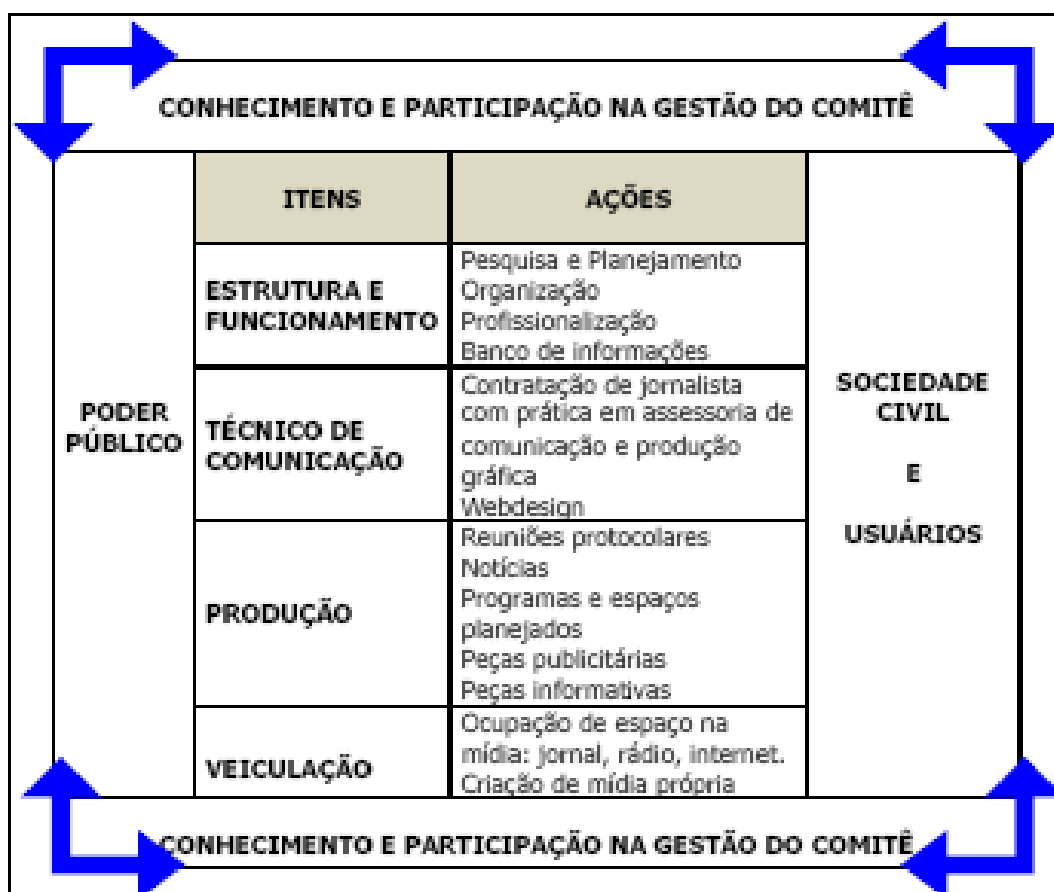 CONHECIMENTO E PARTICIPAÇÃO NA GESTÃO DO COMITÊ
PODER
PÚBLICO
ITENS
AÇÕES
ESTRUTURA E
FUNCIONAMENTO
Pesquisa e Planejamento
Organização
Profissionalização
Banco de informações
TÉCNICO DE
COMUNICAÇÃO
Contratação de jornalista
com prática em assessoria de
comunicação e produção
gráfica
Webdesign
PRODUÇÃO
Reuniões protocolares
Notícias
Programas e espaços
planejados
Peças publicitárias
Peças informativas
VEICULAÇÃO
Ocupação de espaço na
mídia: jornal, rádio, internet.
Criação de mídia própria
SOCIEDADE
CIVIL
E
USUÁRIOS
CONHECIMENTO E PARTICIPAÇÃO NA GESTÃO DO COMITÊ